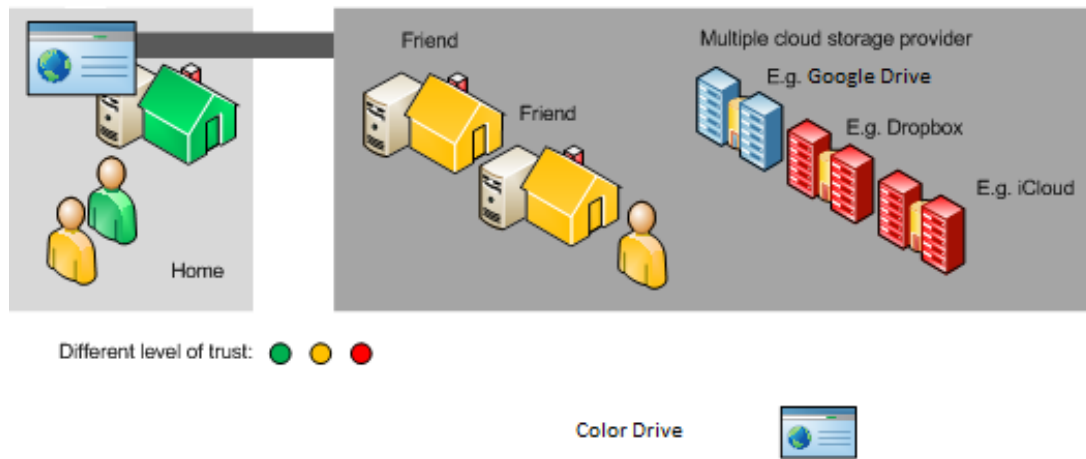 Friend
Multiple cloud storage provider
E.g. Google Drive
Friend
E.g. Dropbox
E.g. iCloud
Home
Different level of trust:
Color Drive